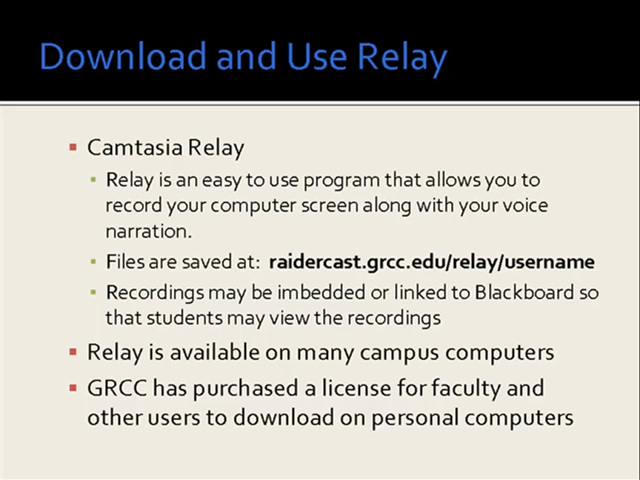 Download and Use Relay
Camtasia Relay
Relay is an easy to use program that allows you to
record your computer screen along with your voice
narration.
Files are saved at: raidercast.grcc.edu/relay/username
Recordings may be imbedded or linked to Blackboard so
that students may view the recordings
Relay is available on many campus computers
GRCC has purchased a license for faculty and
other users to download on personal computers